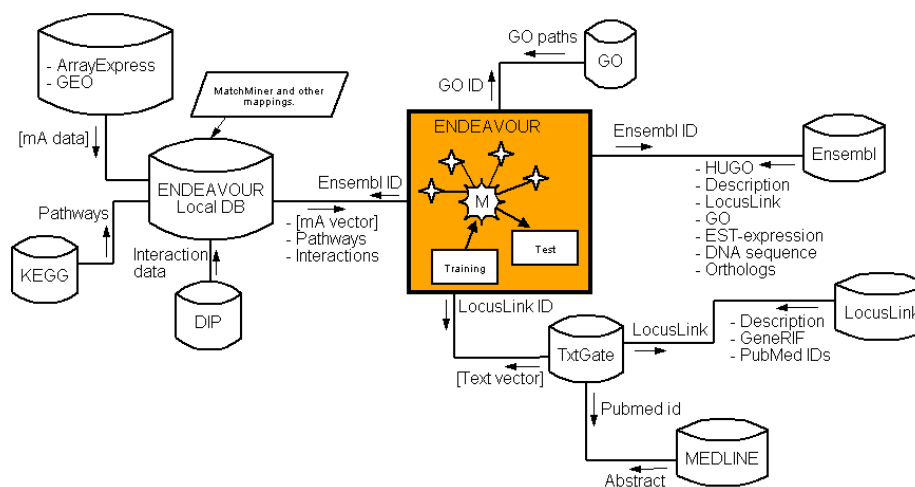 GO paths
GO
GO ID
- ArrayExpress
- GEO
MatchMiner and other
mappings.
[mA data]
ENDEAVOUR
Local DB
Ensembl ID
- [mA vector]
- Pathways
- Interactions
Pathways
KEGG
Interaction
data
DIP
ENDEAVOUR
M
Training
Test
Ensembl ID
Ensembl
- HUGO
- Description
- LocusLink
- GO
- EST-expression
- DNA sequence
- Orthologs
LocusLink ID
TxtGate
[Text vector]
LocusLink
LocusLink
- Description
- GeneRIF
- PubMed IDs
Pubmed id
MEDLINE
Abstract